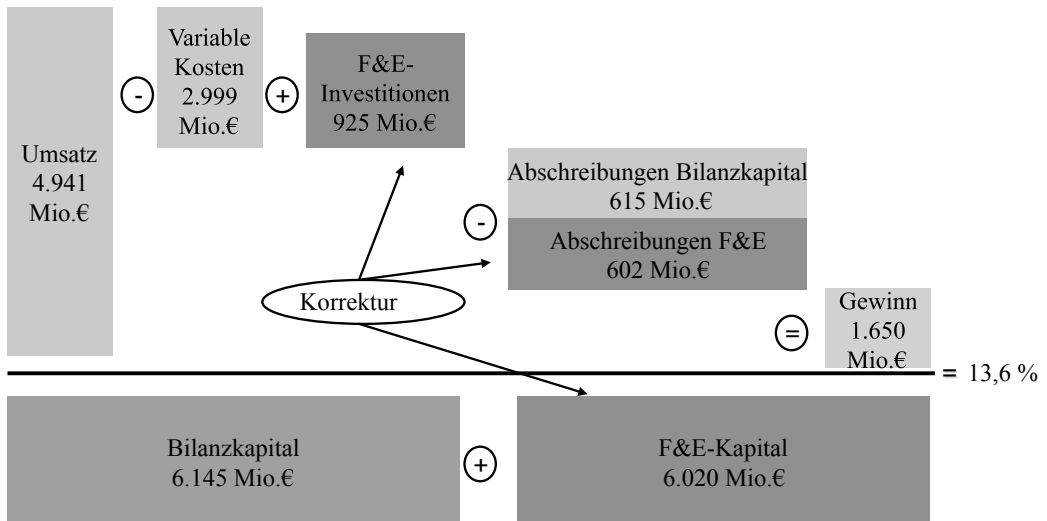 Umsatz
4.941
Mio.€
-
Variable
Kosten
2.999
Mio.€
+
F&E-
Investitionen
925 Mio.€
-
Abschreibungen Bilanzkapital
615 Mio.€
Abschreibungen F&E
602 Mio.€
Korrektur
=
Gewinn
1.650
Mio.€
= 13,6 %
Bilanzkapital
6.145 Mio.€
+
F&E-Kapital
6.020 Mio.€